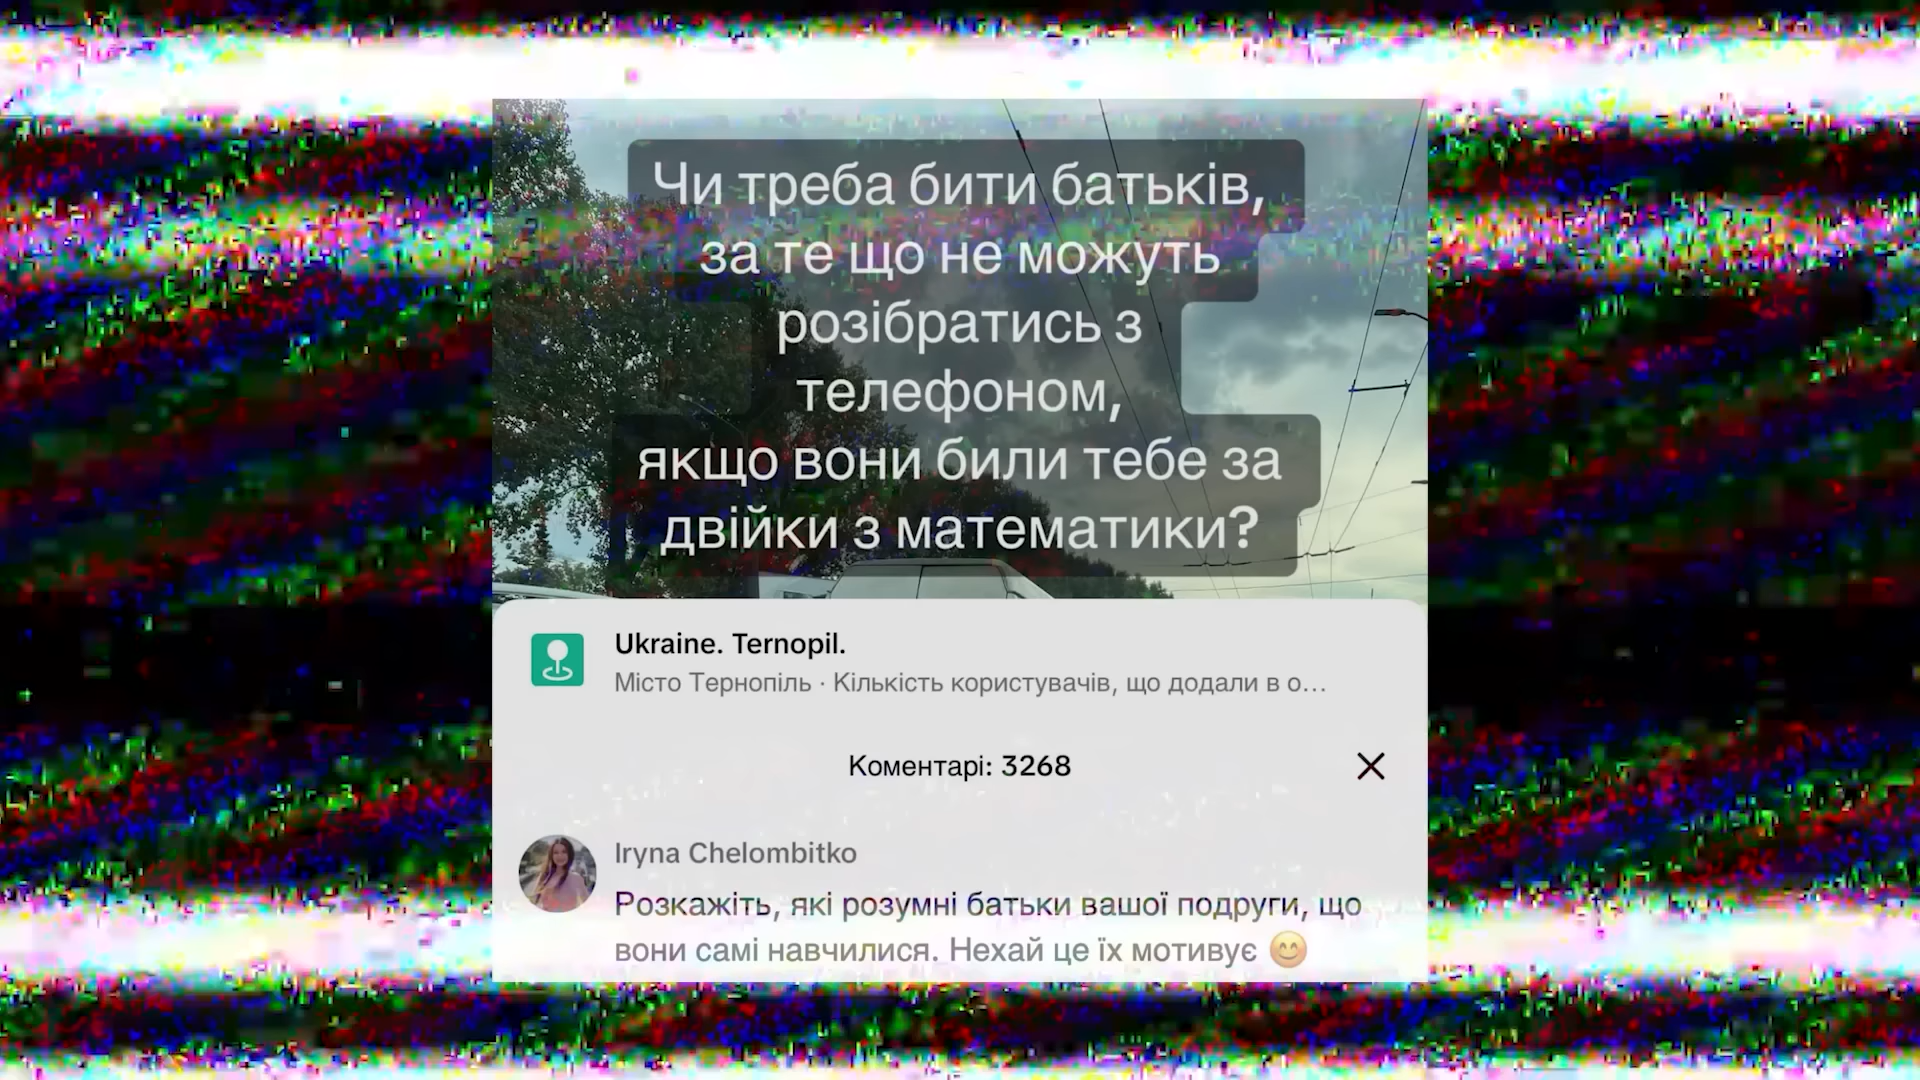 Чи треба бити батьків,
за те що не можуть
розібратись з
телефоном,
якщо вони били тебе за
двійки з математики?
Ukraine. Ternopil.
Місто Тернопіль · Кількість користувачів, що додали в о...
Коментарі: 3268
Iryna Chelombitko
Розкажіть, які розумні батьки вашої подруги, що
вони самі навчилися. Нехай це їх мотивує 😊